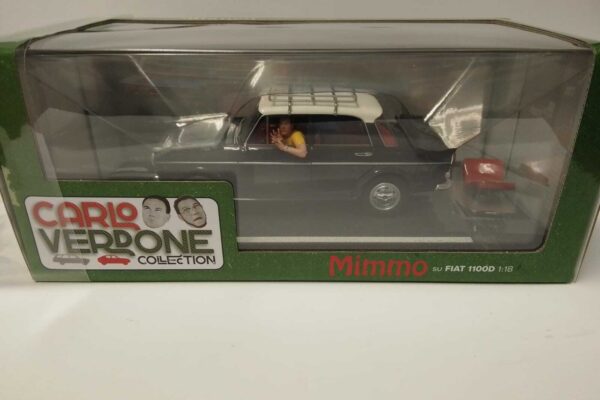 CARLO
VERDONE
COLLECTION
Mimmo su FIAT 1100D 1:18